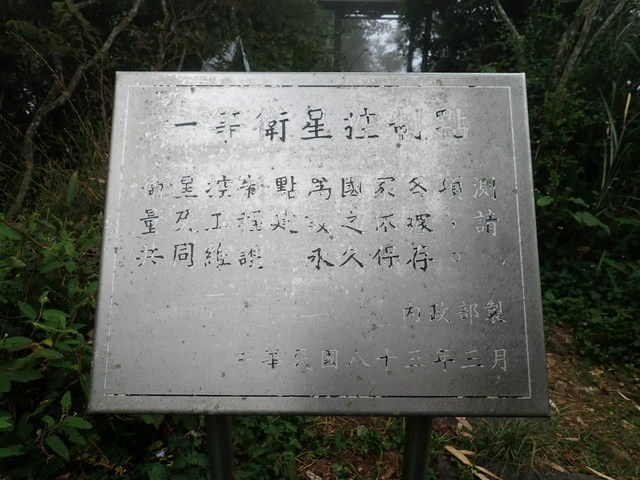 一等衛星控制點
衛星控制點為國家各項測
量及工程建設之依據,請
共同維護 永久保存。
內政部製
中華民國八十三年三月